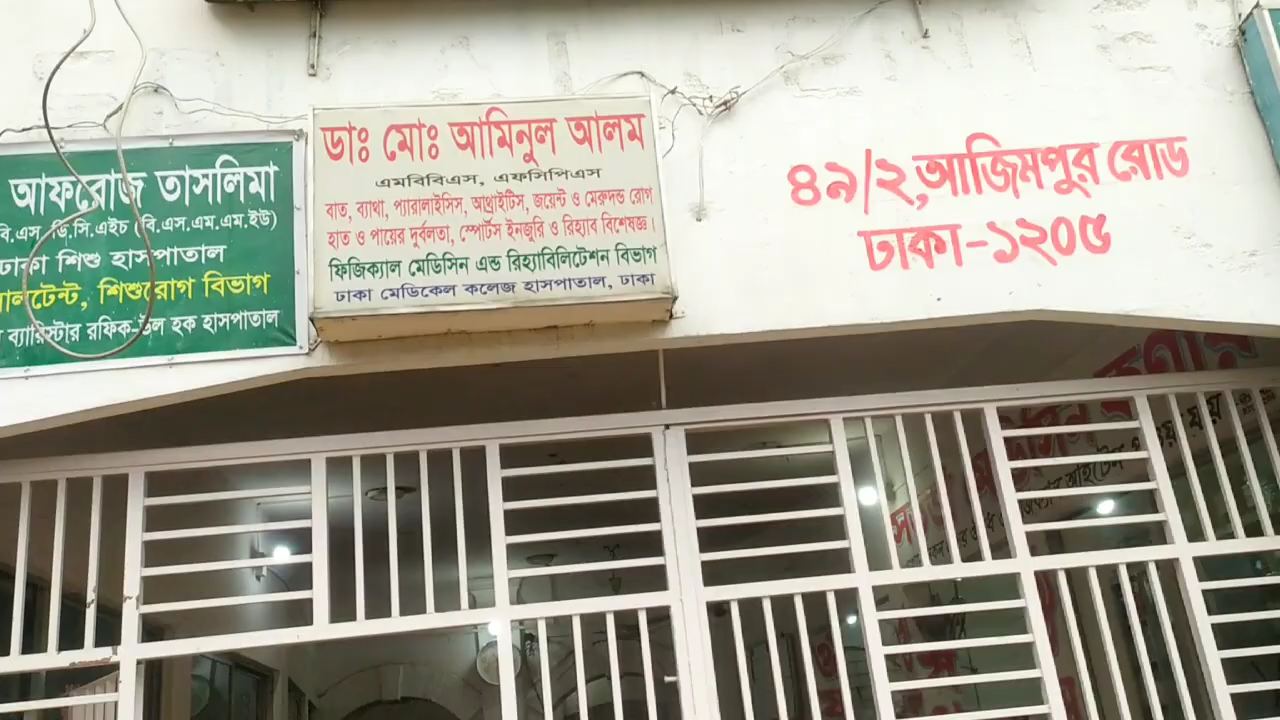 আফরোজ তাসলিমা
বি.এস, ডি.সি.এইচ (বি.এস.এম.এম.ইউ)
ঢাকা শিশু হাসপাতাল
শিশুরোগ বিভাগ
ব্যারিস্টার রফিক-উল হক হাসপাতাল
ডাঃ মোঃ আমিনুল আলম
এমবিবিএস, এফসিপিএস
বাত, ব্যাথা, প্যারালাইসিস, আথ্রাইটিস, জয়েন্ট ও মেরুদন্ড রোগ
হাত ও পায়ের দুর্বলতা, স্পোর্টস ইনজুরি ও রিহ্যাব বিশেষজ্ঞ।
ফিজিক্যাল মেডিসিন এন্ড রিহ্যাবিলিটেশন বিভাগ
ঢাকা মেডিকেল কলেজ হাসপাতাল, ঢাকা
৪৯/২,আজিমপুর রোড
ঢাকা-১২০৫